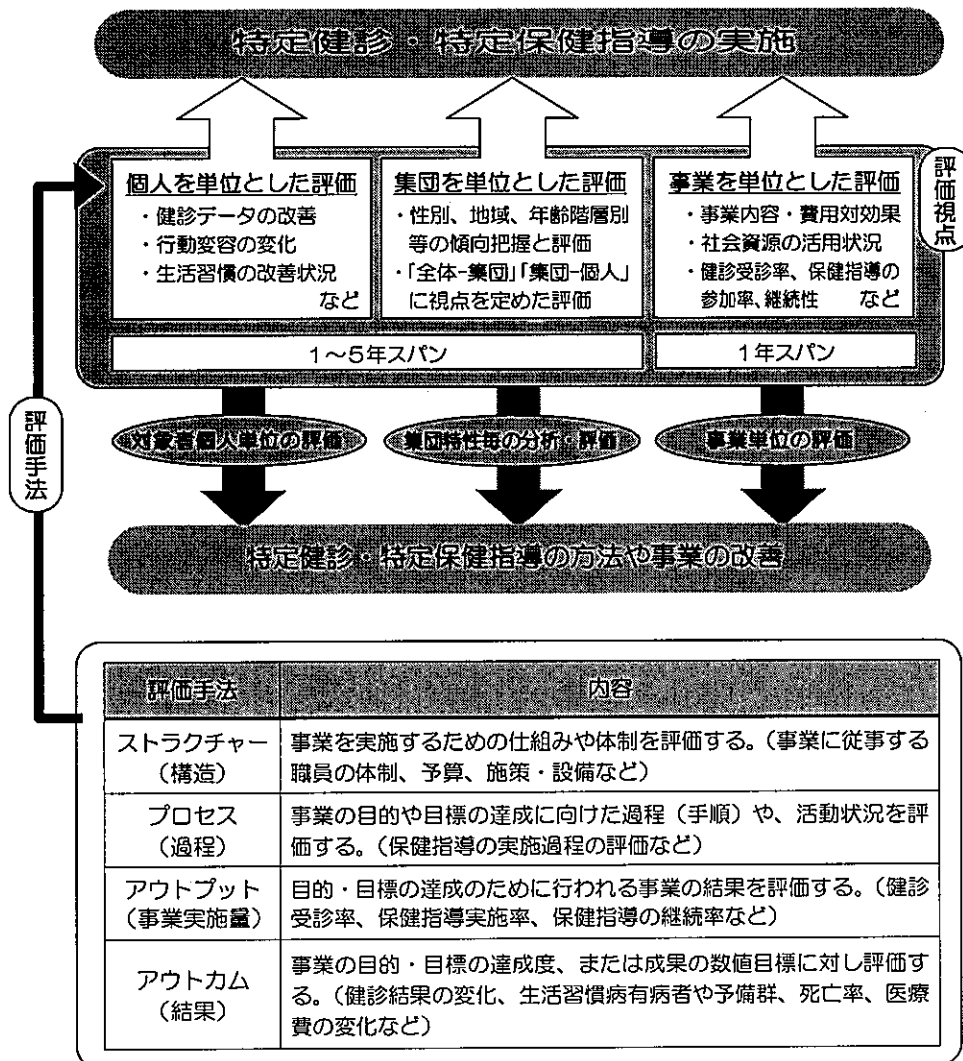 特定健診・特定保健指導の実施
個人を単位とした評価
・健診データの改善
・行動変容の変化
・生活習慣の改善状況
など
集団を単位とした評価
・性別、地域、年齢階層別
等の傾向把握と評価
・「全体-集団」「集団-個人」
に視点を定めた評価
事業を単位とした評価
・事業内容・費用対効果
・社会資源の活用状況
・健診受診率、保健指導の
参加率、継続性 など
評価視点
1～5年スパン
1年スパン
評価手法
対象者個人単位の評価
集団特性毎の分析・評価
事業単位の評価
特定健診・特定保健指導の方法や事業の改善
評価手法 内容
ストラクチャー
（構造）
事業を実施するための仕組みや体制を評価する。（事業に従事する
職員の体制、予算、施策・設備など）
プロセス
（過程）
事業の目的や目標の達成に向けた過程（手順）や、活動状況を評
価する。（保健指導の実施過程の評価など）
アウトプット
（事業実施量）
目的・目標の達成のために行われる事業の結果を評価する。（健診
受診率、保健指導実施率、保健指導の継続率など）
アウトカム
（結果）
事業の目的・目標の達成度、または成果の数値目標に対し評価す
る。（健診結果の変化、生活習慣病有病者や予備群、死亡率、医療
費の変化など）